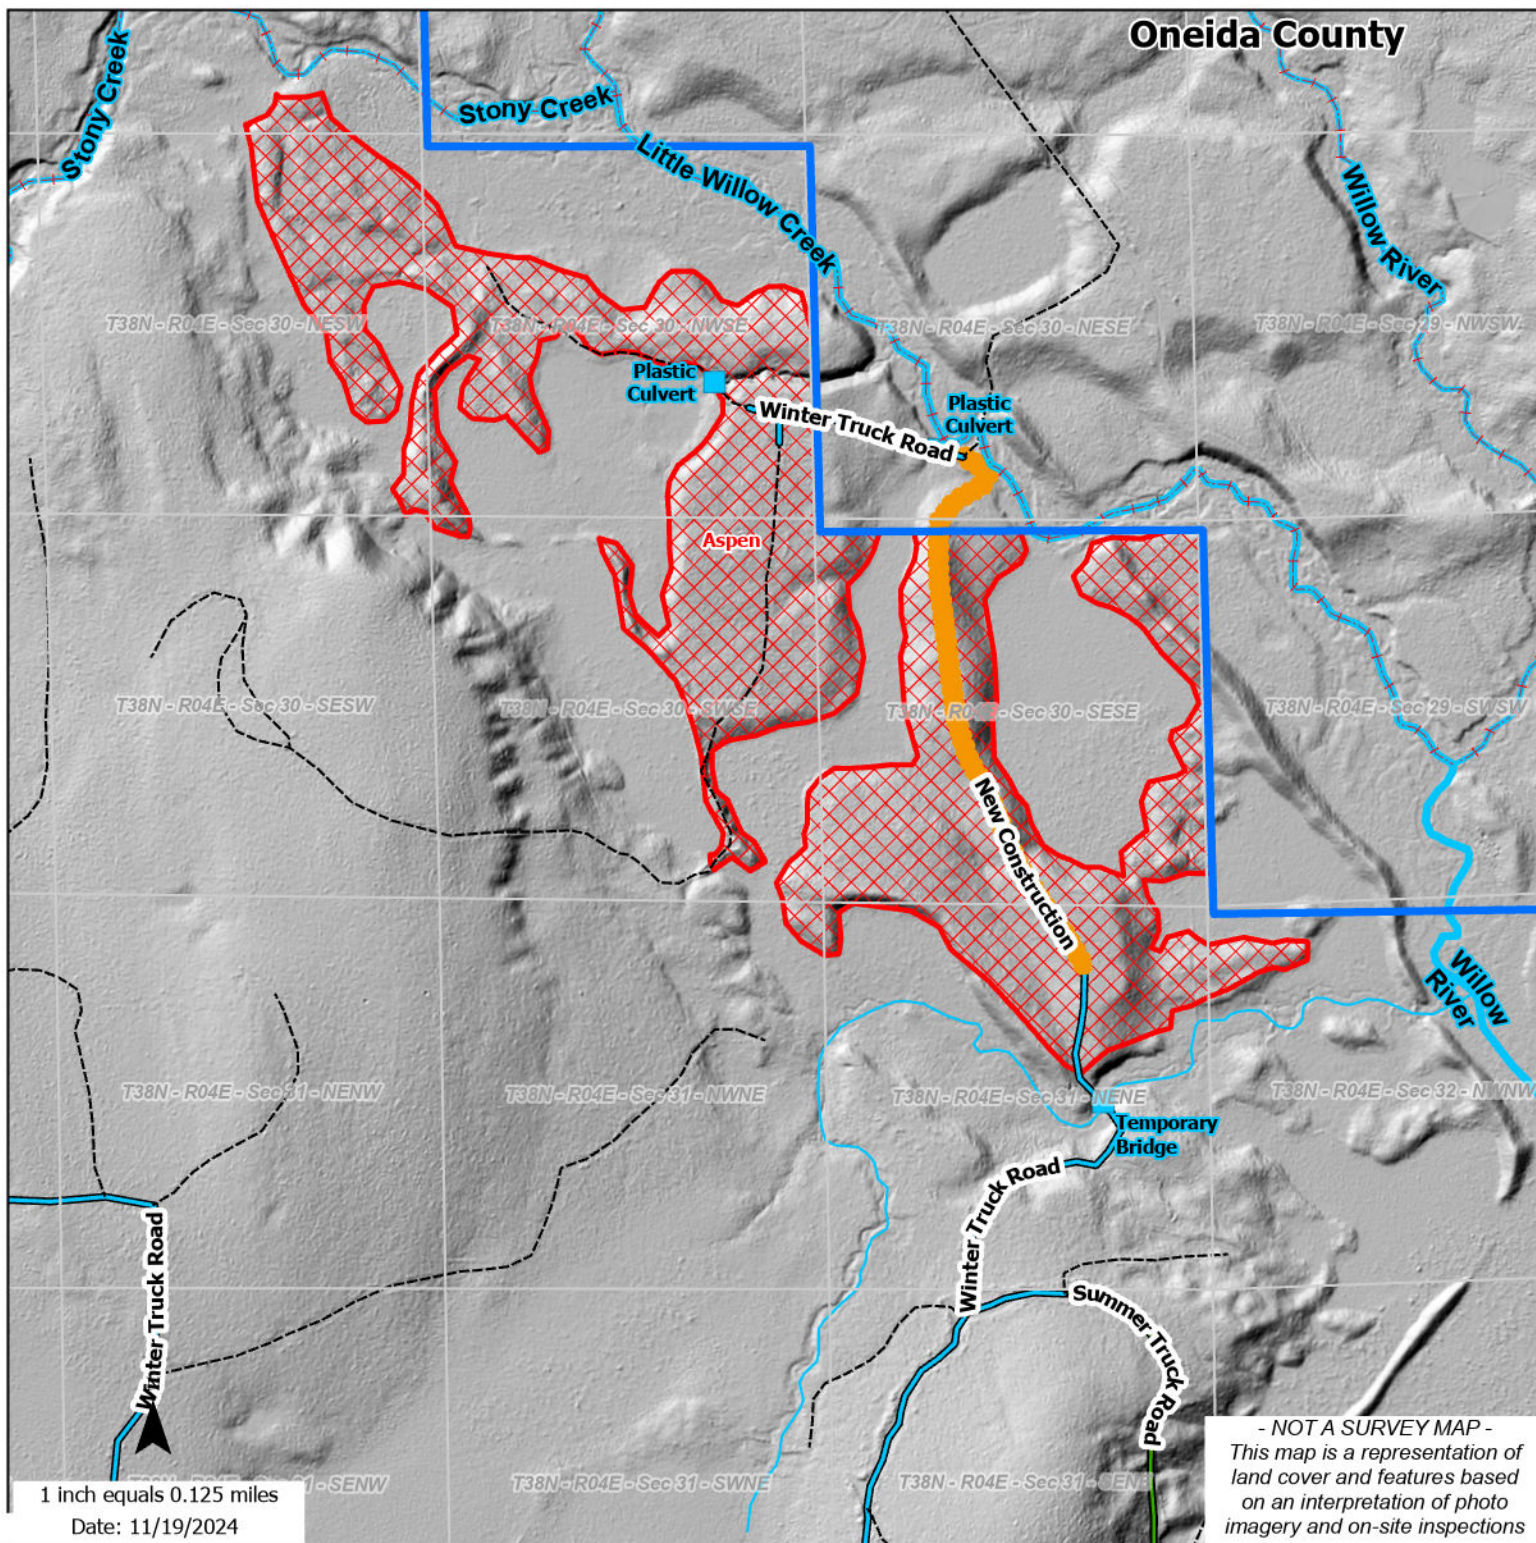 Oneida County
Stony Creek
Stony Creek
Little Willow Creek
Willow River
T38N - R04E - Sec 30 - NESW
T38N - R04E - Sec 30 - NWSE
T38N - R04E - Sec 30 - NESE
T38N - R04E - Sec 29 - NWSW
Plastic
Culvert
Winter Truck Road
Plastic
Culvert
Aspen
T38N - R04E - Sec 30 - SESW
T38N - R04E - Sec 30 - SWSE
T38N - R04E - Sec 30 - SESE
T38N - R04E - Sec 29 - SWSW
New Construction
Willow
River
T38N - R04E - Sec 31 - NENW
T38N - R04E - Sec 31 - NWNE
T38N - R04E - Sec 31 - NENE
T38N - R04E - Sec 32 - NWNW
Temporary
Bridge
Winter Truck Road
Winter Truck Road
Summer Truck Road
T38N - R04E - Sec 31 - SWNE
T38N - R04E - Sec 31 -
- SENW
1 inch equals 0.125 miles
Date: 11/19/2024
- NOT A SURVEY MAP -
This map is a representation of
land cover and features based
on an interpretation of photo
imagery and on-site inspections